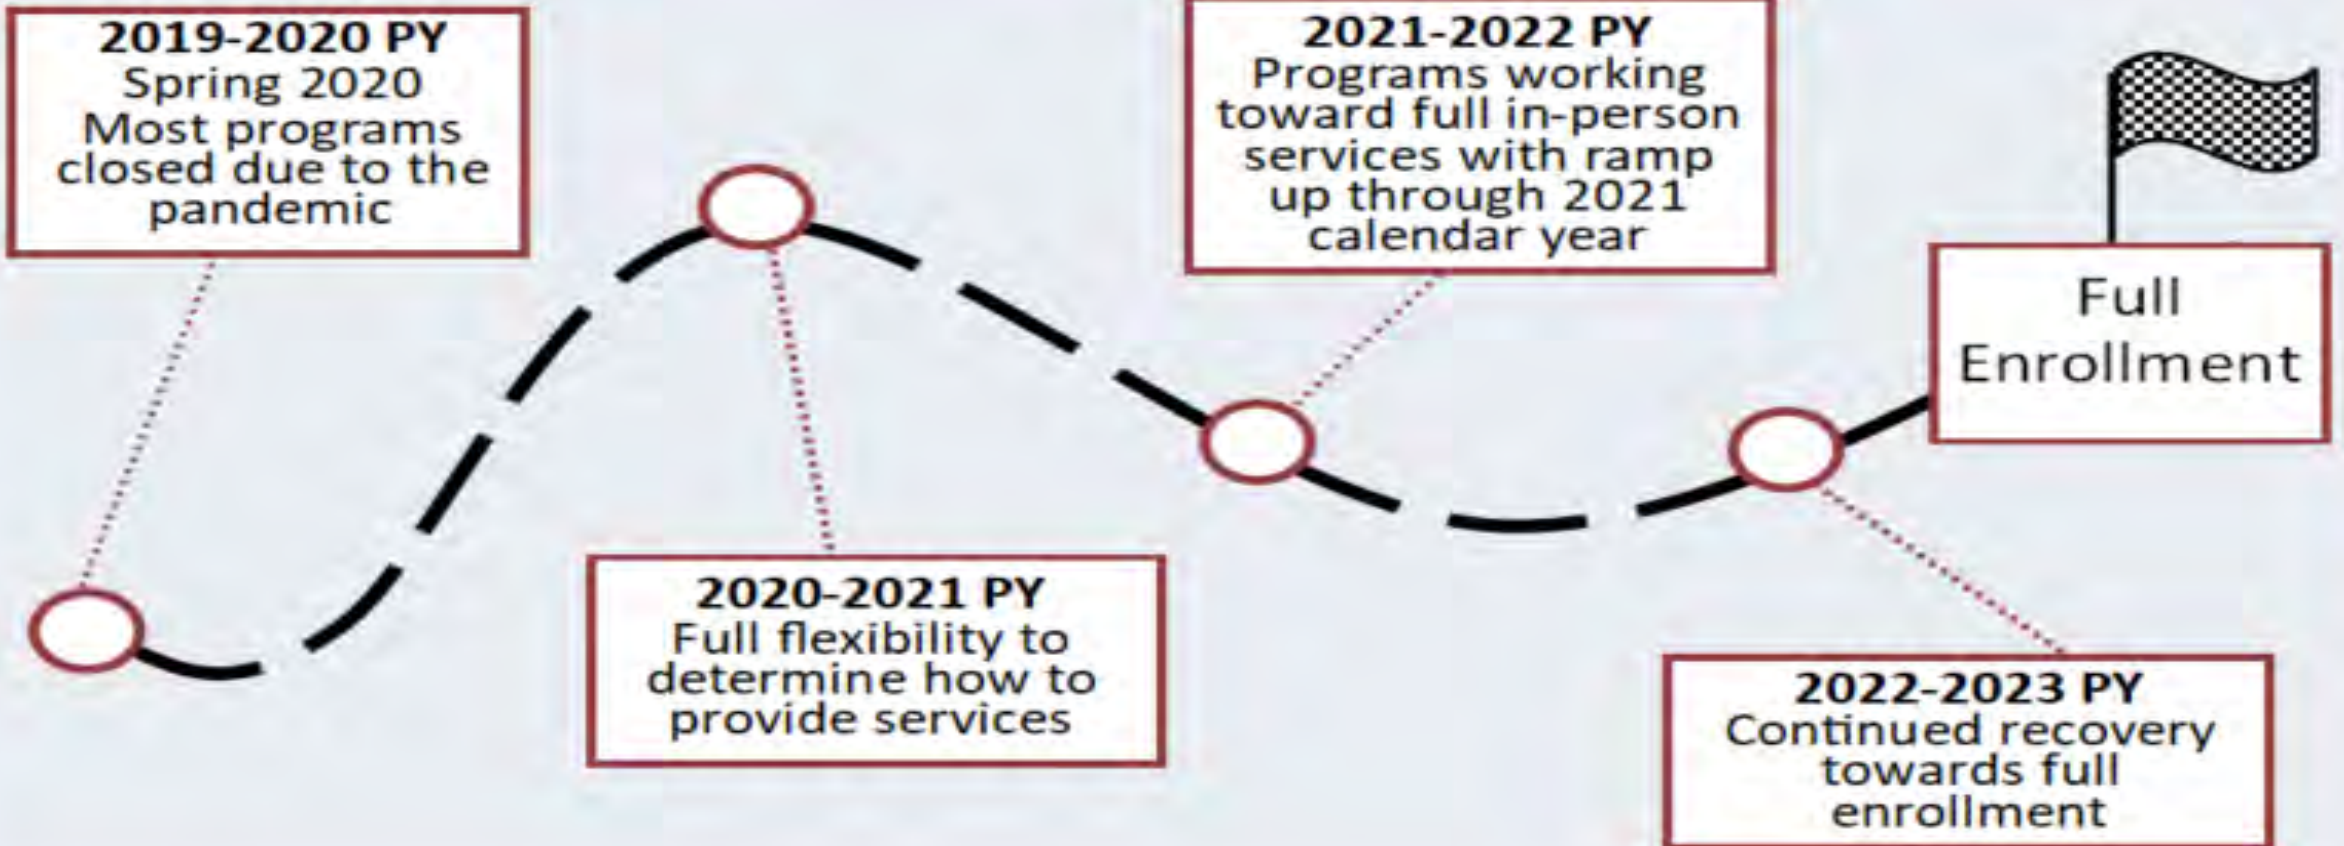 2019-2020 PY
Spring 2020
Most programs
closed due to the
pandemic
2020-2021 PY
Full flexibility to
determine how to
provide services
2021-2022 PY
Programs working
toward full in-person
services with ramp
up through 2021
calendar year
2022-2023 PY
Continued recovery
towards full
enrollment
Full
Enrollment